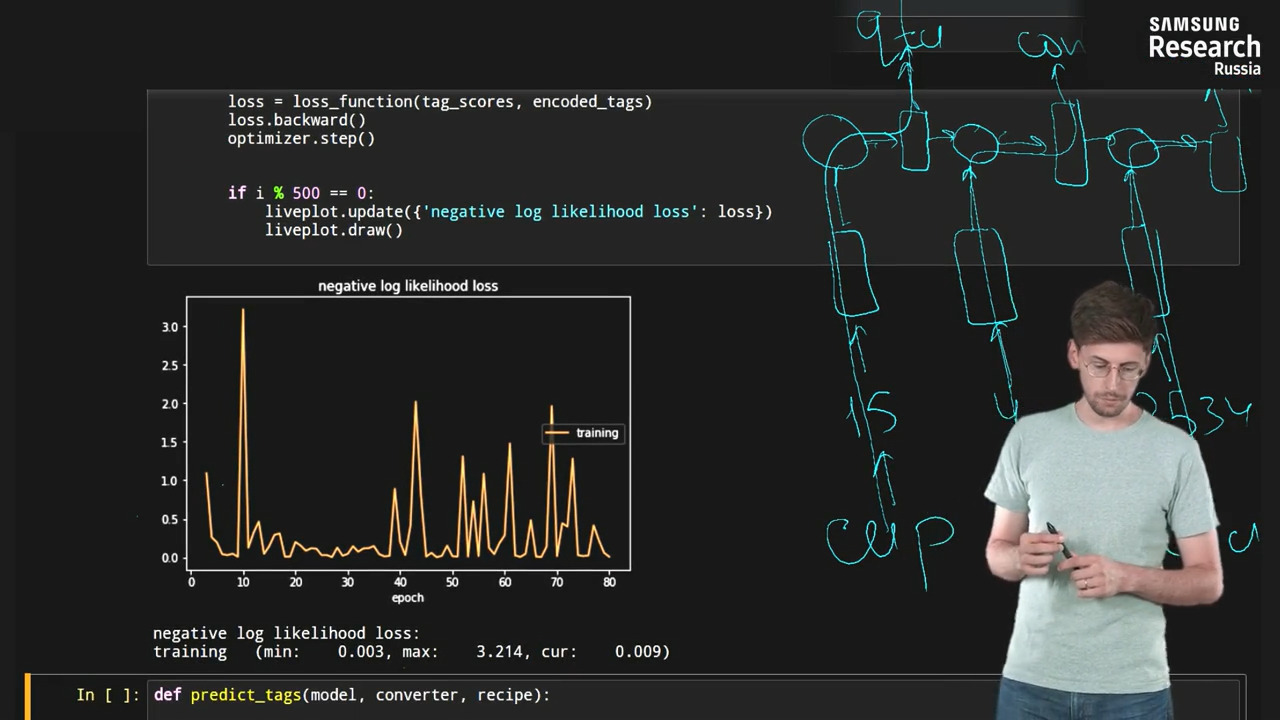 SAMSUNG
Research
Russia
qtu
con
loss = loss_function(tag_scores, encoded_tags)
loss.backward()
optimizer.step()
if i % 500 == 0:
liveplot.update({'negative log likelihood loss': loss})
liveplot.draw()
negative log likelihood loss
3.0
2.5
2.0
1.5
1.0
0.5
0.0
training
0 10 20 30 40 50 60 70 80
epoch
15 4 2534
cup
negative log likelihood loss:
training (min: 0.003, max: 3.214, cur: 0.009)
In [ ]: def predict_tags(model, converter, recipe):